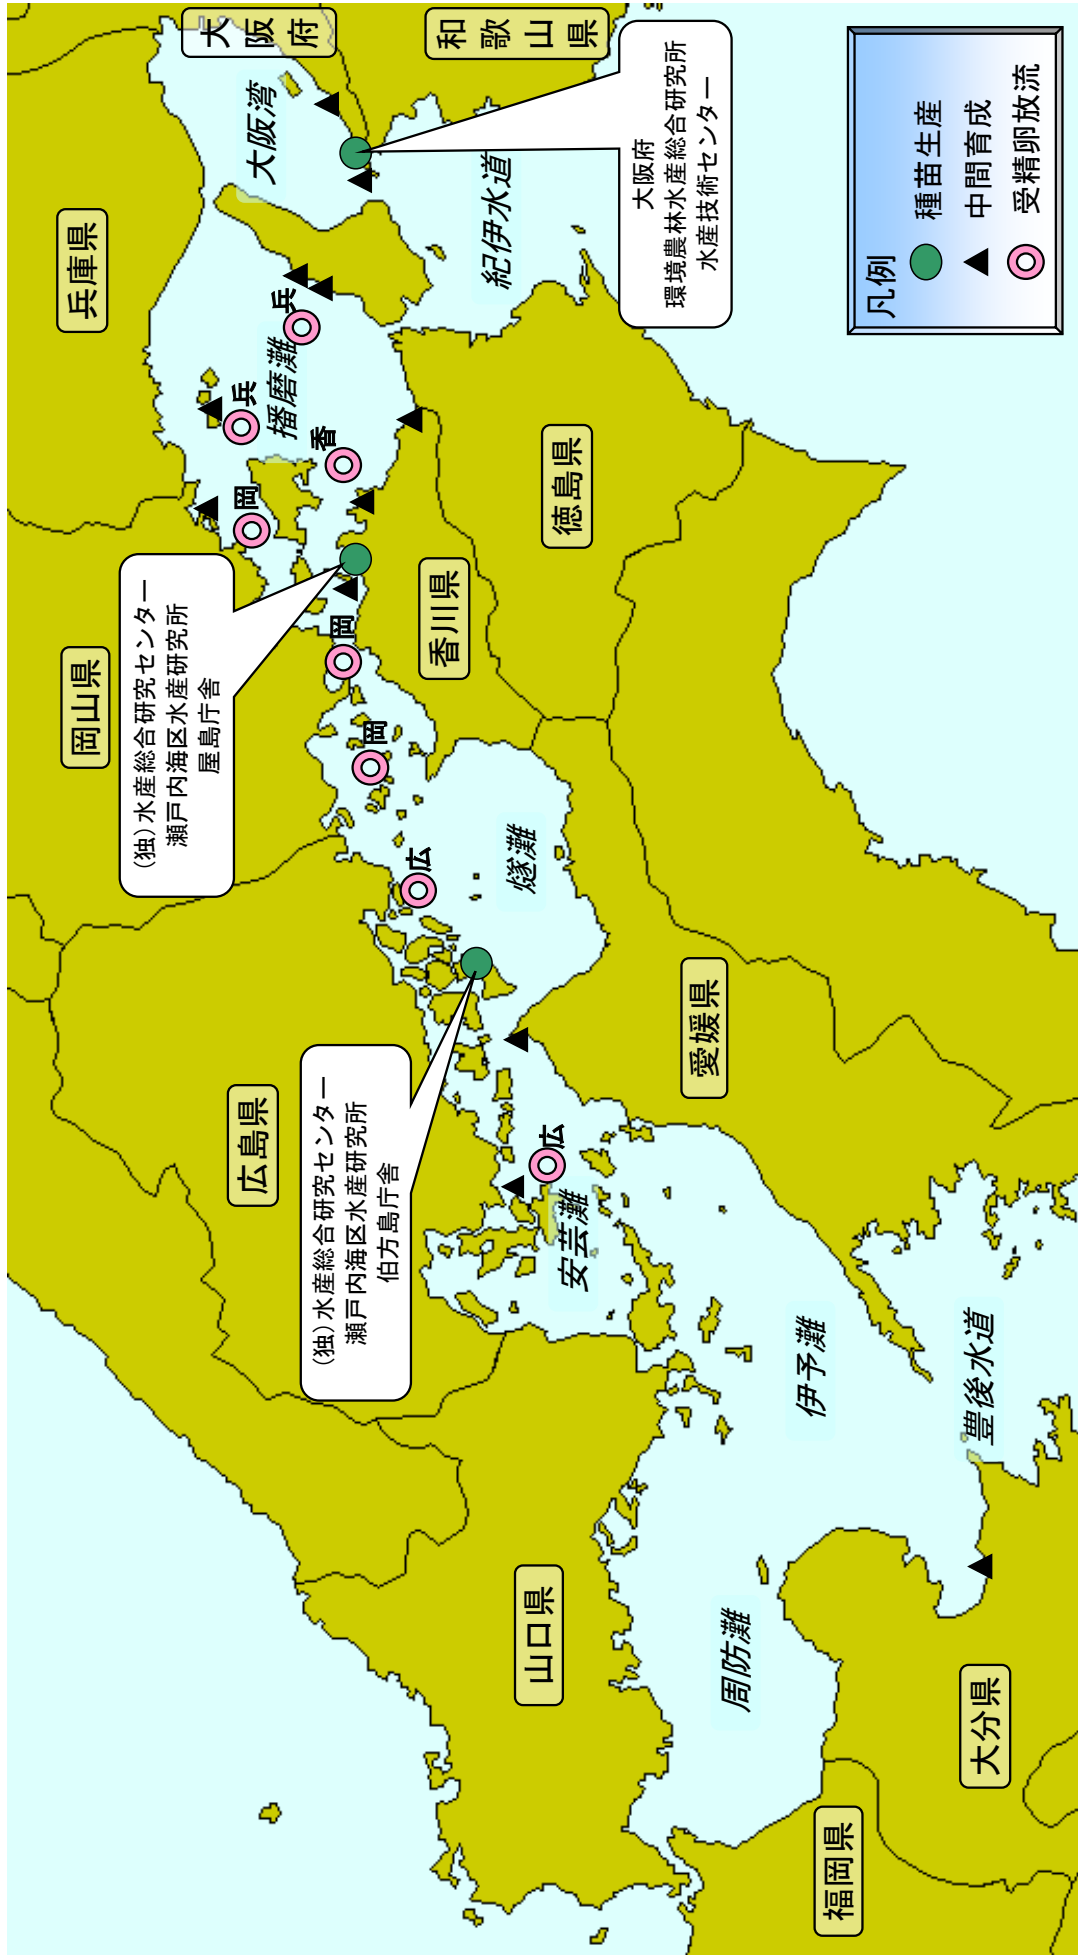 福岡県
大分県
山口県
周防灘
伊予灘
豊後水道
広島県
(独)水産総合研究センター
瀬戸内海区水産研究所
伯方島庁舎
安芸灘
広
愛媛県
広
燧灘
岡山県
(独)水産総合研究センター
瀬戸内海区水産研究所
屋島庁舎
岡
岡
岡
香川県
徳島県
香
兵
兵
播磨灘
兵庫県
大阪湾
紀伊水道
大阪府
和歌山県
大阪府
環境農林水産総合研究所
水産技術センター
凡例
種苗生産
中間育成
受精卵放流